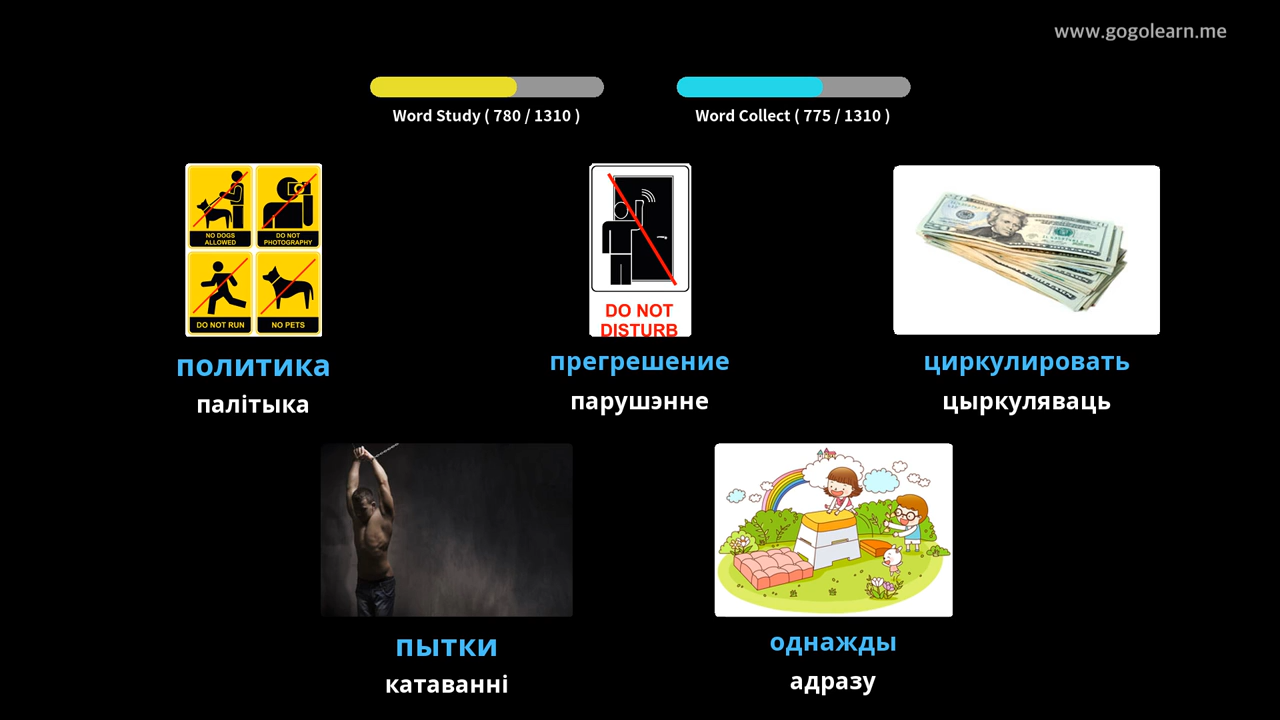 www.gogolearn.me
Word Study ( 780 / 1310 )
Word Collect ( 775 / 1310 )
NO DOGS
ALLOWED
DO NOT
PHOTOGRAPHY
DO NOT RUN
NO PETS
DO NOT
DISTURB
политика
палітыка
прегрешение
парушэнне
циркулировать
цыркуляваць
пытки
катаванні
однажды
адразу